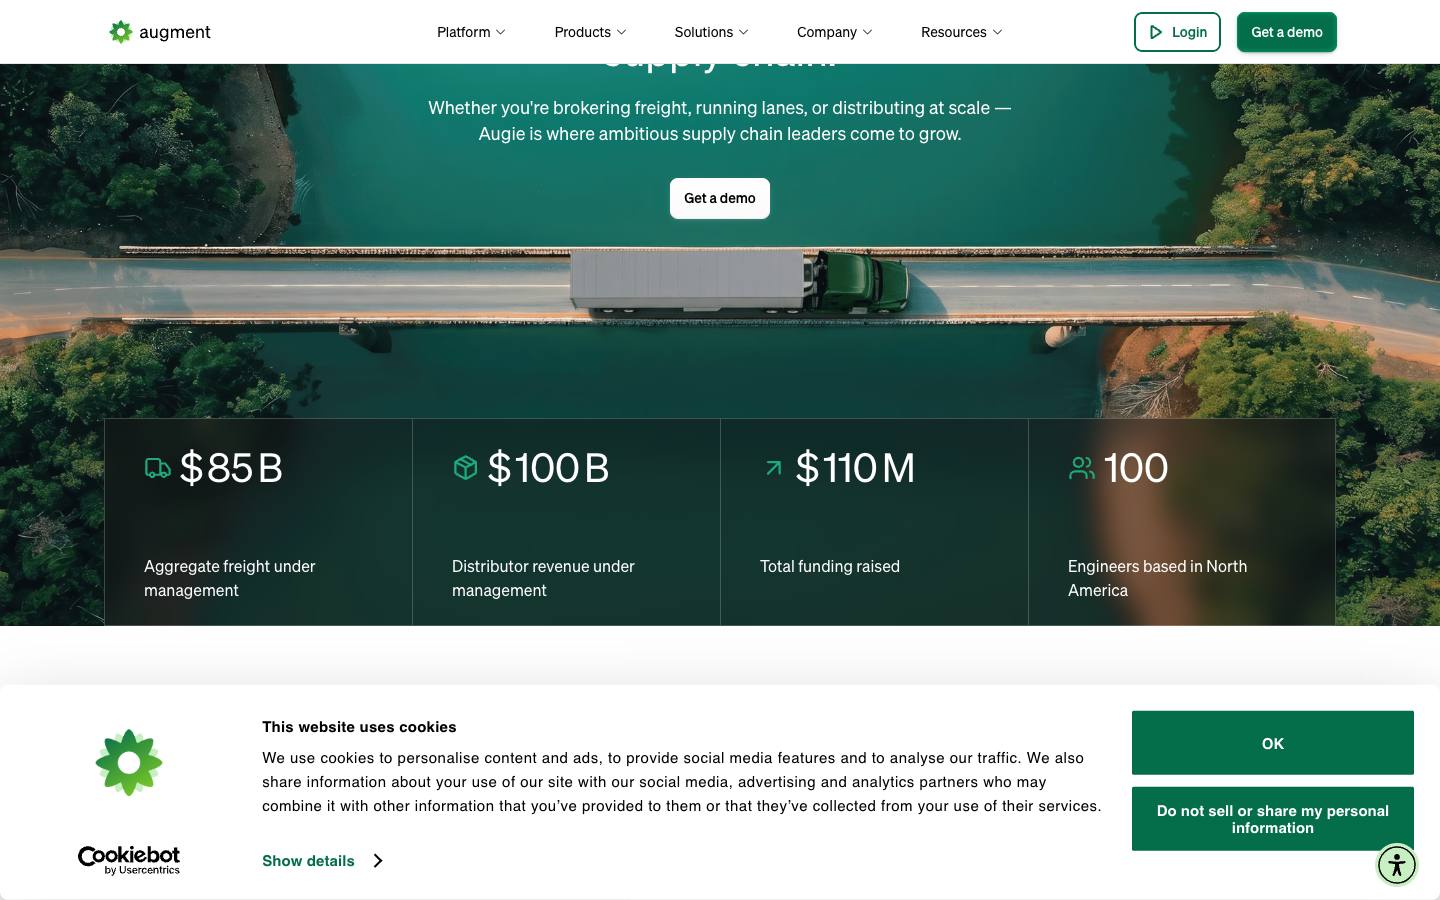 augment
Platform
Products
Solutions
Company
Resources
Login
Get a demo
supply chain.
Whether you're brokering freight, running lanes, or distributing at scale —
Augie is where ambitious supply chain leaders come to grow.
Get a demo
$85B
$100B
$110M
100
Aggregate freight under
management
Distributor revenue under
management
Total funding raised
Engineers based in North
America
This website uses cookies
We use cookies to personalise content and ads, to provide social media features and to analyse our traffic. We also
share information about your use of our site with our social media, advertising and analytics partners who may
combine it with other information that you’ve provided to them or that they’ve collected from your use of their services.
Show details
Cookiebot
by Usercentrics
OK
Do not sell or share my personal
information